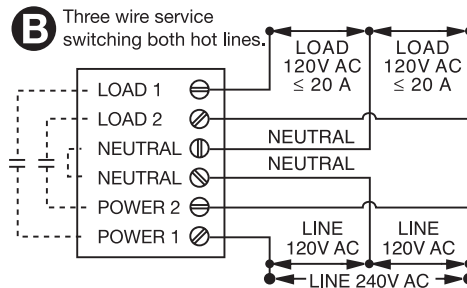 B
Three wire service
switching both hot lines.
LOAD
120V AC
≤ 20 A
LOAD
120V AC
≤ 20 A
LOAD 1
LOAD 2
NEUTRAL
NEUTRAL
POWER 2
POWER 1
NEUTRAL
NEUTRAL
LINE
120V AC
LINE
120V AC
LINE 240V AC